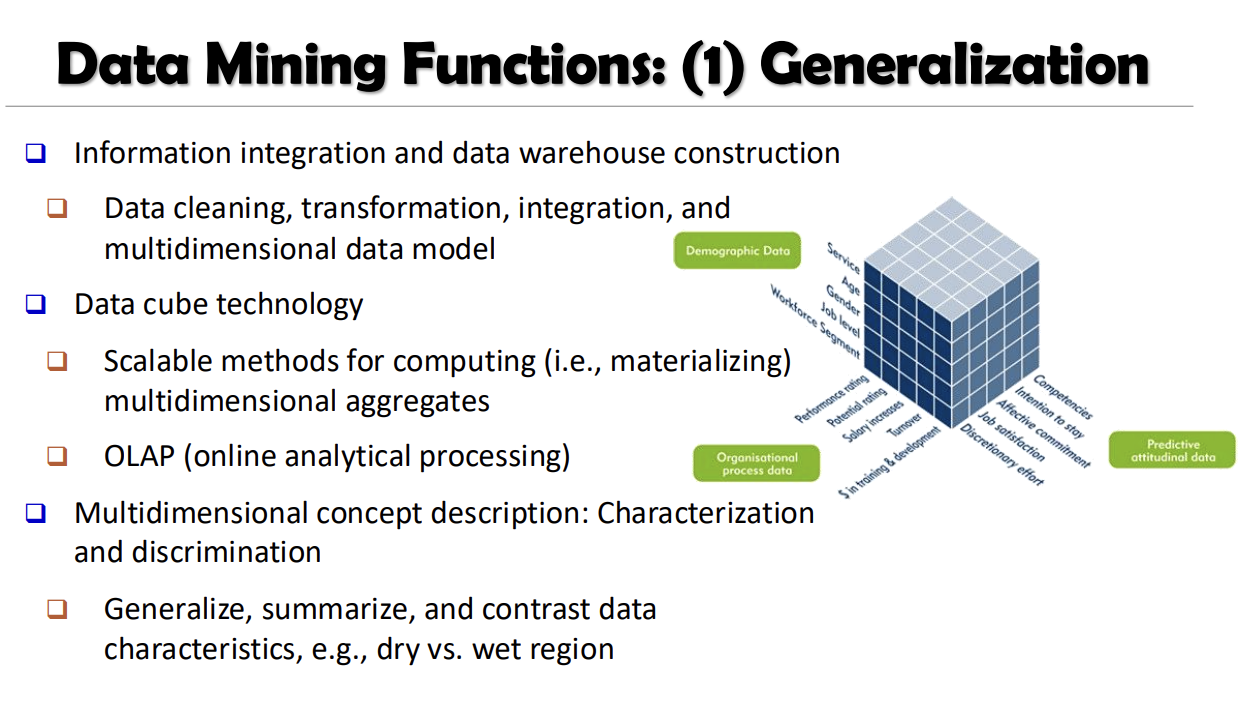 Data Mining Functions: (1) Generalization
Information integration and data warehouse construction
Data cleaning, transformation, integration, and
multidimensional data model
Data cube technology
Scalable methods for computing (i.e., materializing)
multidimensional aggregates
OLAP (online analytical processing)
Multidimensional concept description: Characterization
and discrimination
Generalize, summarize, and contrast data
characteristics, e.g., dry vs. wet region
Demographic Data
Service
Age
Gender
Job level
Workforce Segment
Performance rating
Potential rating
Salary increases
Turnover
$ in training & development
Organisational
process data
Competencies
Intention to stay
Affective commitment
Job satisfaction
Discretionary effort
Predictive
attitudinal data